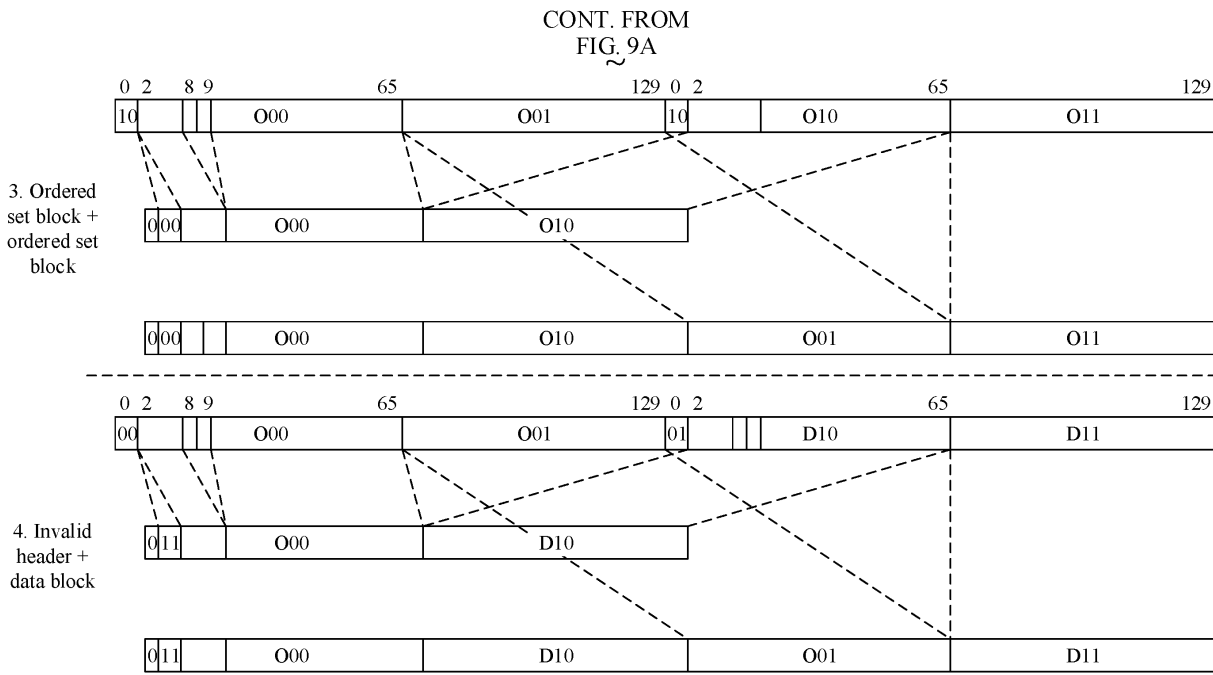 CONT. FROM
FIG. 9A
~
0 2 8 9 65 129 0 2 65 129
10 O00 O01 10 O10 O11
3. Ordered
set block +
ordered set
block
0 00 O00 O10
0 00 O00 O10 O01 O11
0 2 8 9 65 129 0 2 65 129
00 O00 O01 01 D10 D11
4. Invalid
header +
data block
0 11 O00 D10
0 11 O00 D10 O01 D11